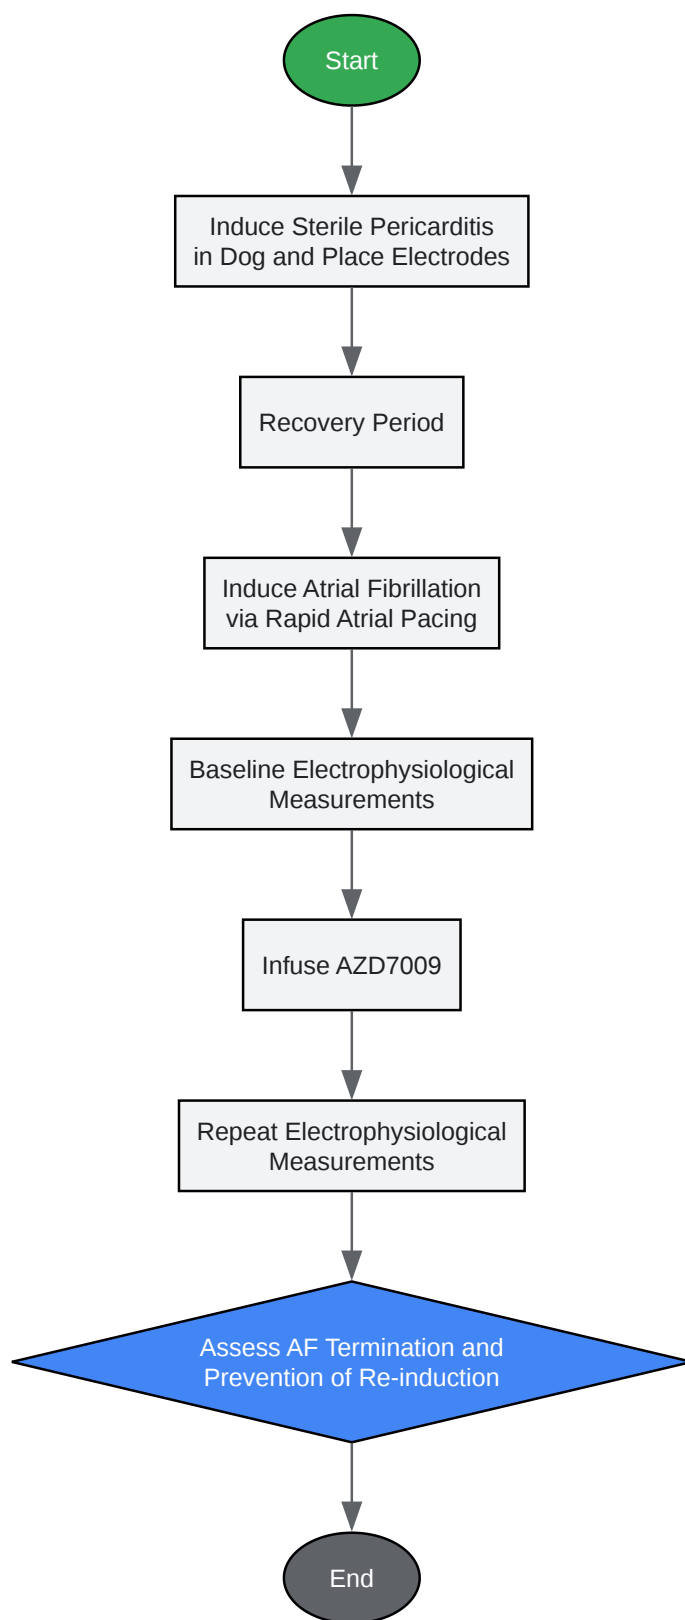 Start
Induce Sterile Pericarditis
in Dog and Place Electrodes
Recovery Period
Induce Atrial Fibrillation
via Rapid Atrial Pacing
Baseline Electrophysiological
Measurements
Infuse AZD7009
Repeat Electrophysiological
Measurements
Assess AF Termination and
Prevention of Re-induction
End